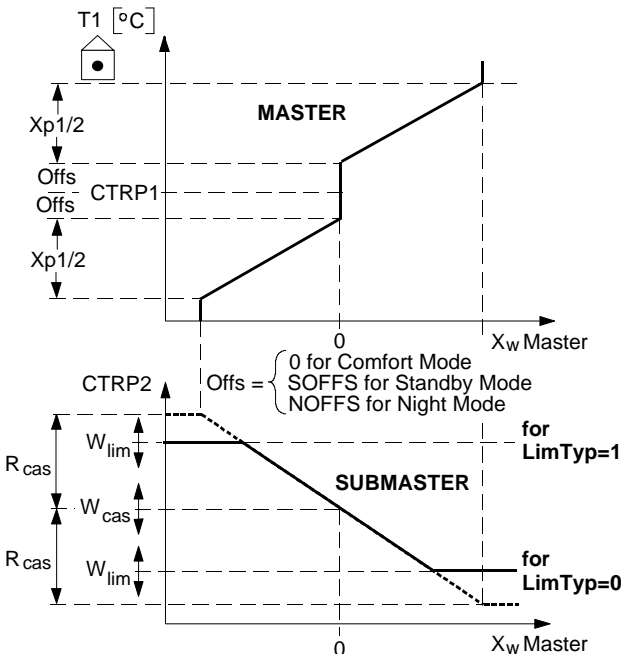 T1 [°C]
MASTER
Xp1/2
Offs
CTRP1
Offs
Xp1/2
0
Xw Master
CTRP2
Offs =
0 for Comfort Mode
SOFFS for Standby Mode
NOFFS for Night Mode
for
LimTyp=1
Wlim
Rcas
SUBMASTER
Wcas
Rcas
Wlim
for
LimTyp=0
0
Xw Master